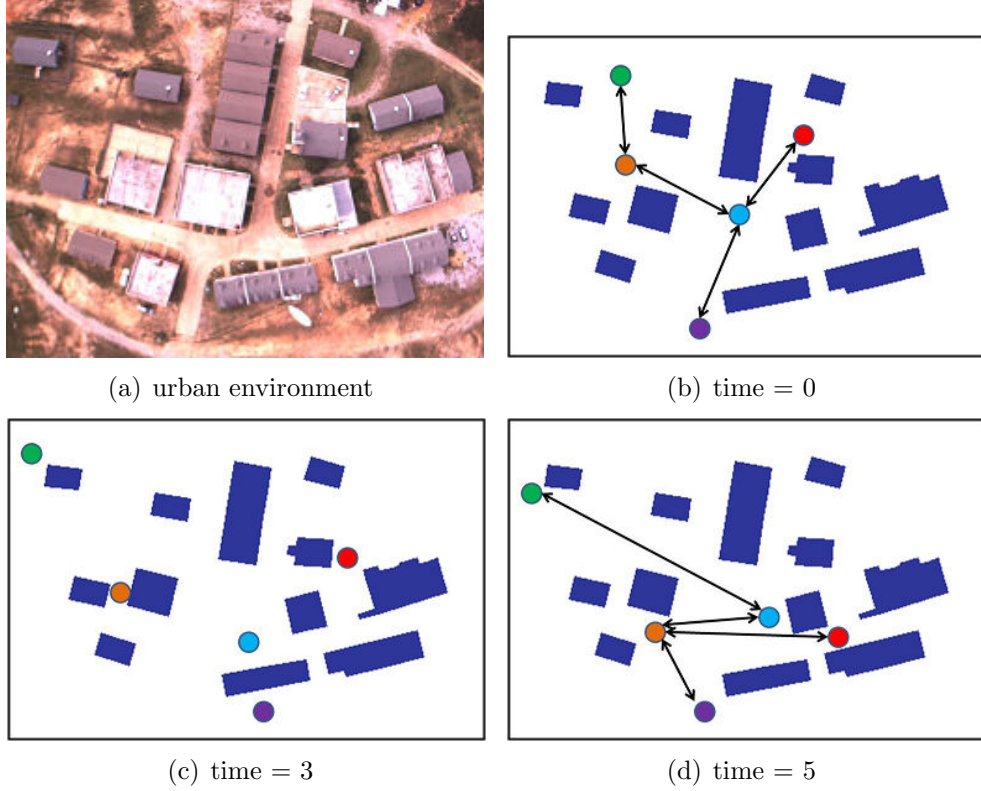 (a) urban environment
(b) time = 0
(c) time = 3
(d) time = 5